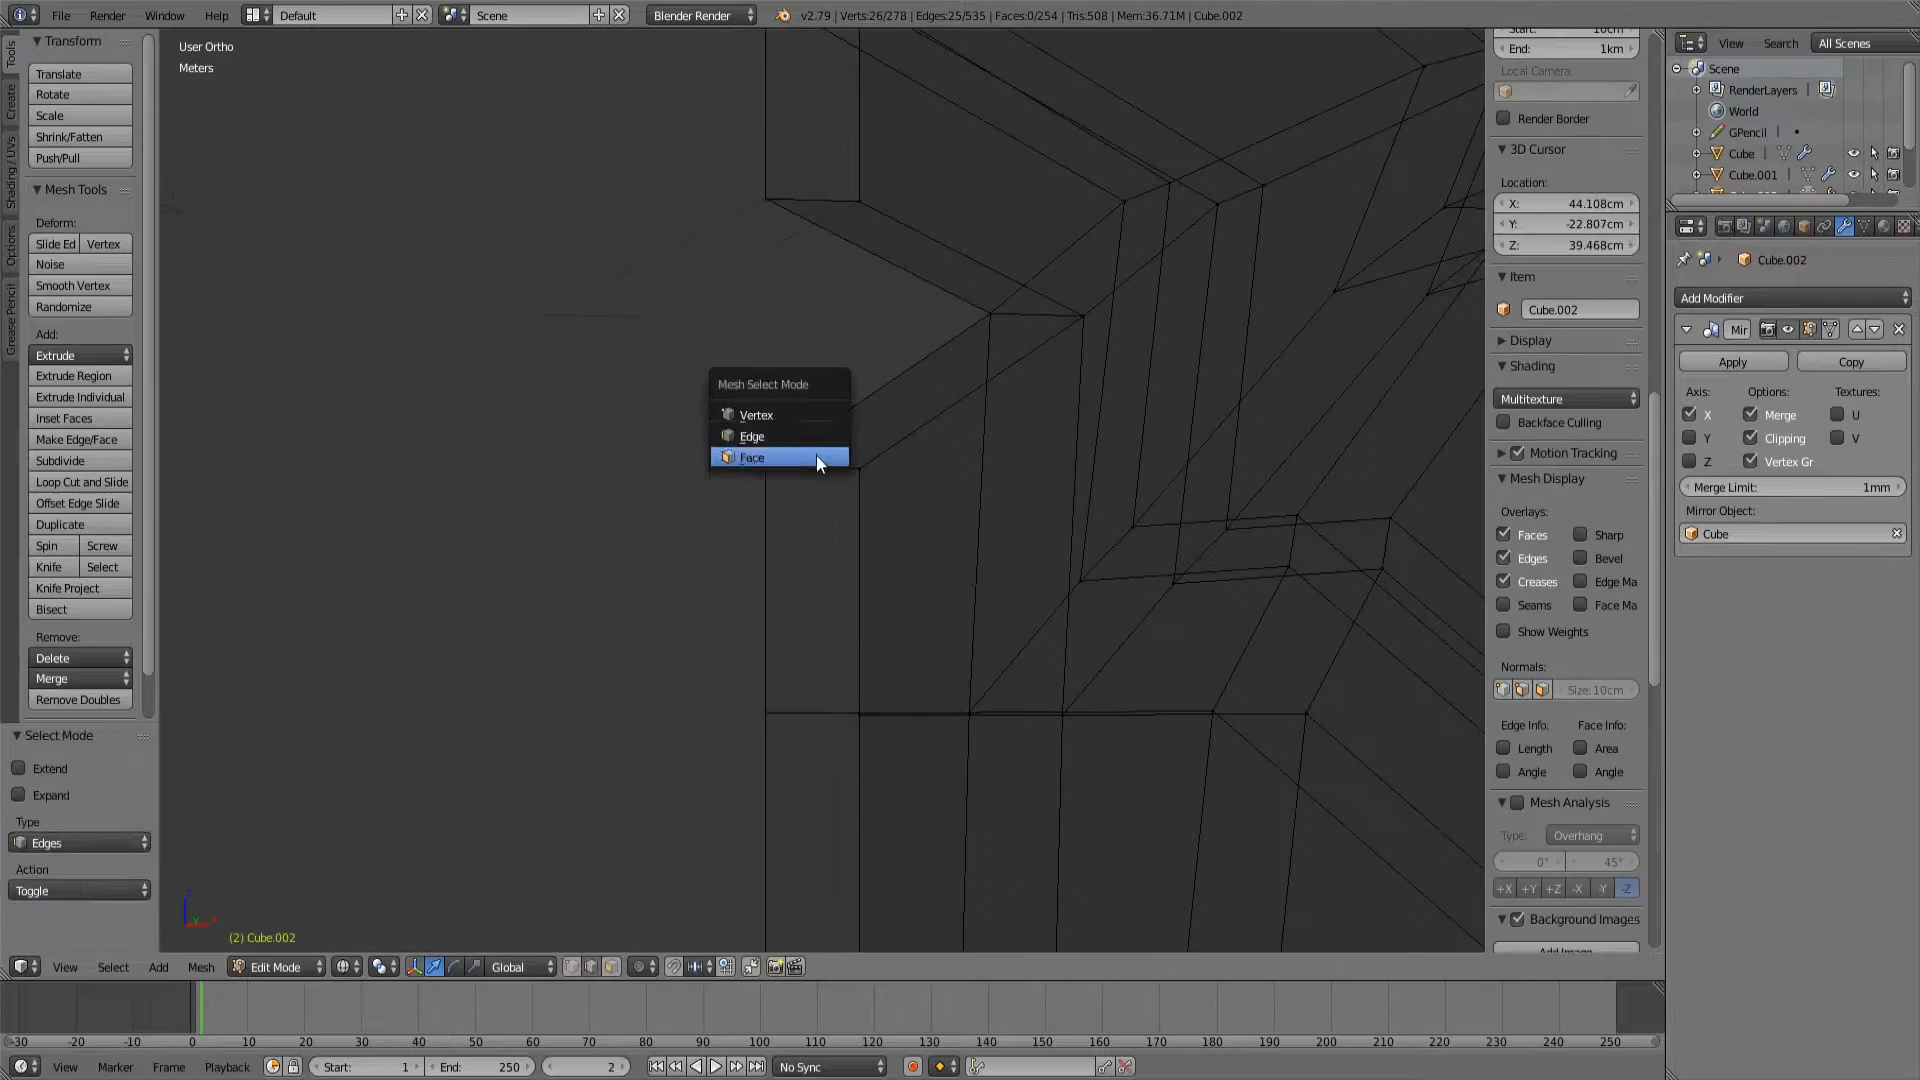 File Render Window Help Default Scene Blender Render v2.79 | Verts:26/278 | Edges:25/535 | Faces:0/254 | Tris:508 | Mem:36.71M | Cube.002
Tools
Create
Shading / UVs
Options
Grease Pencil
Transform
Translate
Rotate
Scale
Shrink/Fatten
Push/Pull
Mesh Tools
Deform:
Slide Ed Vertex
Noise
Smooth Vertex
Randomize
Add:
Extrude
Extrude Region
Extrude Individual
Inset Faces
Make Edge/Face
Subdivide
Loop Cut and Slide
Offset Edge Slide
Duplicate
Spin Screw
Knife Select
Knife Project
Bisect
Remove:
Delete
Merge
Remove Doubles
Select Mode
Extend
Expand
Type
Edges
Action
Toggle
User Ortho
Meters
Mesh Select Mode
Vertex
Edge
Face
(2) Cube.002
End: 1km
Local Camera:
Render Border
3D Cursor
Location:
X: 44.108cm
Y: -22.807cm
Z: 39.468cm
Item
Cube.002
Display
Shading
Multitexture
Backface Culling
Motion Tracking
Mesh Display
Overlays:
Faces Sharp
Edges Bevel
Creases Edge Ma
Seams Face Ma
Show Weights
Normals:
Size: 10cm
Edge Info: Face Info:
Length Area
Angle Angle
Mesh Analysis
Type: Overhang
0° 45°
+X +Y +Z -X -Y -Z
Background Images
View Search All Scenes
Scene
RenderLayers
World
GPencil
Cube
Cube.001
Cube.002
Add Modifier
Mir
Apply Copy
Axis: Options: Textures:
X Merge U
Y Clipping V
Z Vertex Gr
Merge Limit: 1mm
Mirror Object:
Cube
View Select Add Mesh Edit Mode Global
-30 -20 -10 0 10 20 30 40 50 60 70 80 90 100 110 120 130 140 150 160 170 180 190 200 210 220 230 240 250
View Marker Frame Playback Start: 1 End: 250 2 No Sync